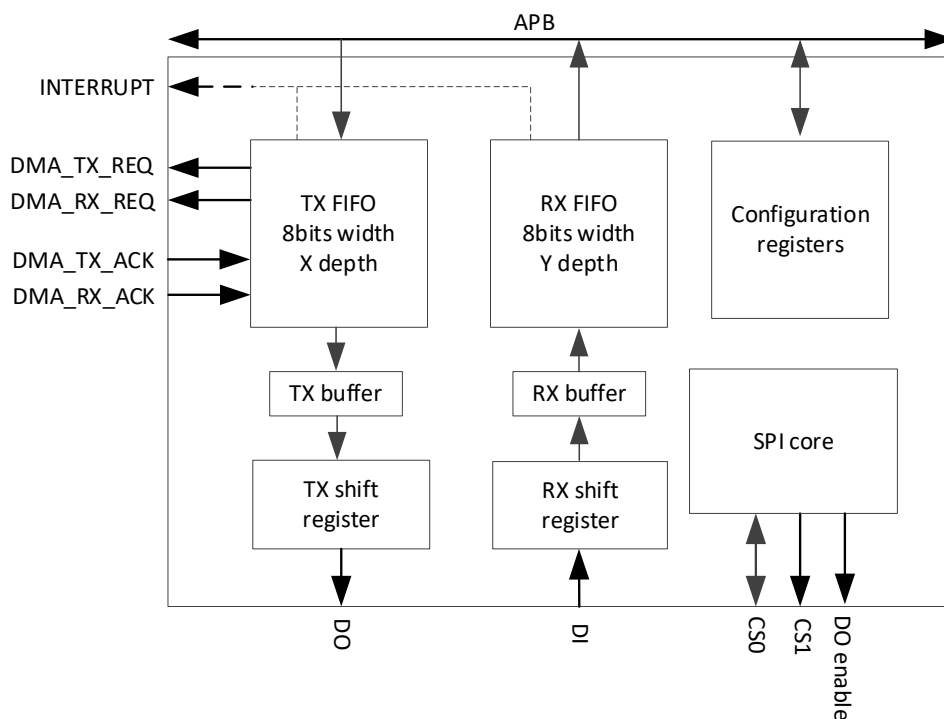 APB
INTERRUPT
DMA_TX_REQ
DMA_RX_REQ
DMA_TX_ACK
DMA_RX_ACK
TX FIFO
8bits width
X depth
RX FIFO
8bits width
Y depth
Configuration
registers
TX buffer
RX buffer
SPI core
TX shift
register
RX shift
register
DO
DI
CS0
CS1
DO enable